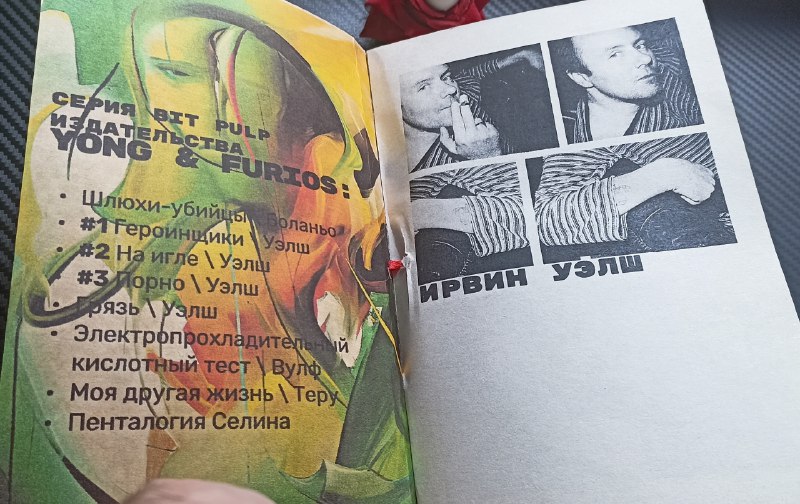 СЕРИЯ BIT PULP
ИЗДАТЕЛЬСТВА
YONG & FURIOS:
• Шлюхи-убийцы \ Боланьо
• #1 Героинщики \ Уэлш
• #2 На игле \ Уэлш
• #3 Порно \ Уэлш
• Грязь \ Уэлш
• Электропрохладительный
кислотный тест \ Вулф
• Моя другая жизнь \ Теру
• Пенталогия Селина
ИРВИН УЭЛШ